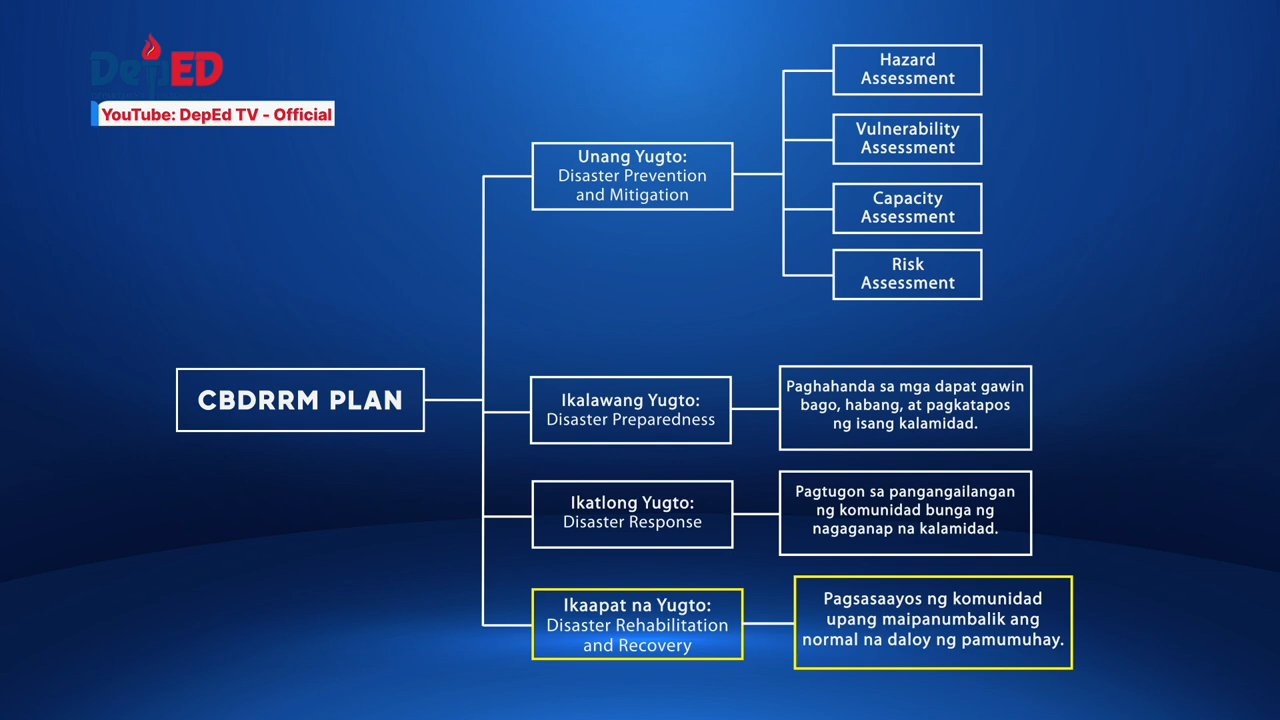 DepED
YouTube: DepEd TV - Official
CBDRRM PLAN
Unang Yugto:
Disaster Prevention
and Mitigation
Hazard
Assessment
Vulnerability
Assessment
Capacity
Assessment
Risk
Assessment
Ikalawang Yugto:
Disaster Preparedness
Paghahanda sa mga dapat gawin
bago, habang, at pagkatapos
ng isang kalamidad.
Ikatlong Yugto:
Disaster Response
Pagtugon sa pangangailangan
ng komunidad bunga ng
nagaganap na kalamidad.
Ikaapat na Yugto:
Disaster Rehabilitation
and Recovery
Pagsasaayos ng komunidad
upang maipanumbalik ang
normal na daloy ng pamumuhay.